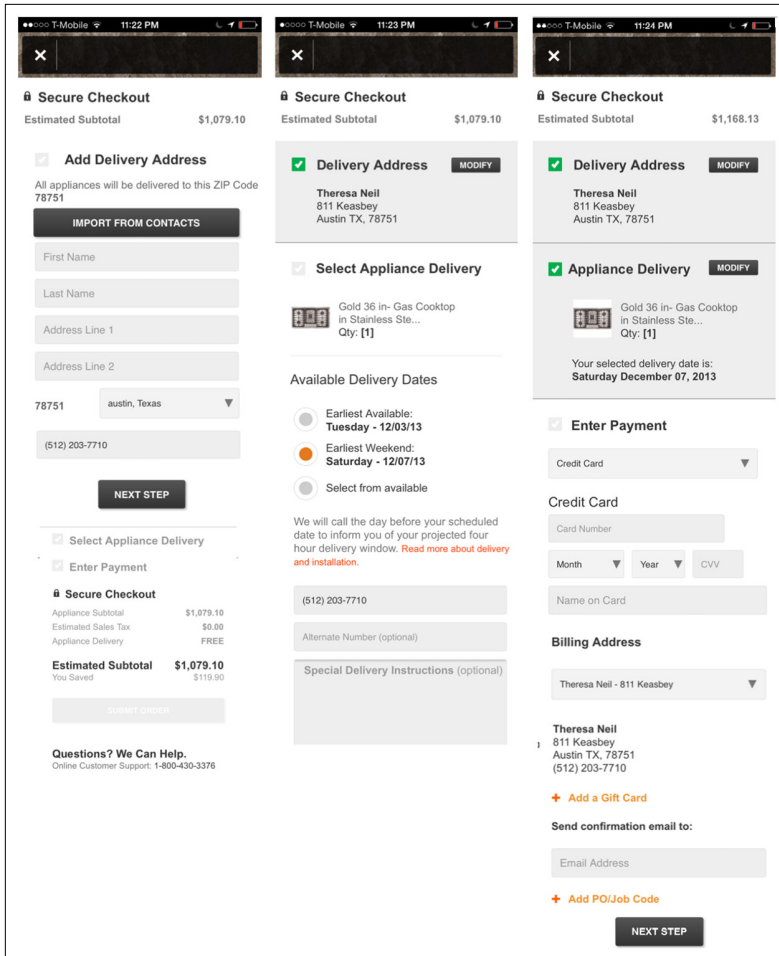 T-Mobile 11:22 PM
Secure Checkout
Estimated Subtotal $1,079.10
Add Delivery Address
All appliances will be delivered to this ZIP Code
78751
IMPORT FROM CONTACTS
First Name
Last Name
Address Line 1
Address Line 2
78751 austin, Texas
(512) 203-7710
NEXT STEP
Select Appliance Delivery
Enter Payment
Secure Checkout
Appliance Subtotal $1,079.10
Estimated Sales Tax $0.00
Appliance Delivery FREE
Estimated Subtotal $1,079.10
You Saved $119.90
SUBMIT ORDER
Questions? We Can Help.
Online Customer Support: 1-800-430-3376
T-Mobile 11:23 PM
Secure Checkout
Estimated Subtotal $1,079.10
Delivery Address MODIFY
Theresa Neil
811 Keasbey
Austin TX, 78751
Select Appliance Delivery
Gold 36 in- Gas Cooktop
in Stainless Ste...
Qty: [1]
Available Delivery Dates
Earliest Available:
Tuesday - 12/03/13
Earliest Weekend:
Saturday - 12/07/13
Select from available
We will call the day before your scheduled
date to inform you of your projected four
hour delivery window. Read more about delivery
and installation.
(512) 203-7710
Alternate Number (optional)
Special Delivery Instructions (optional)
T-Mobile 11:24 PM
Secure Checkout
Estimated Subtotal $1,168.13
Delivery Address MODIFY
Theresa Neil
811 Keasbey
Austin TX, 78751
Appliance Delivery MODIFY
Gold 36 in- Gas Cooktop
in Stainless Ste...
Qty: [1]
Your selected delivery date is:
Saturday December 07, 2013
Enter Payment
Credit Card
Credit Card
Card Number
Month Year CVV
Name on Card
Billing Address
Theresa Neil - 811 Keasbey
Theresa Neil
811 Keasbey
Austin TX, 78751
(512) 203-7710
+ Add a Gift Card
Send confirmation email to:
Email Address
+ Add PO/Job Code
NEXT STEP